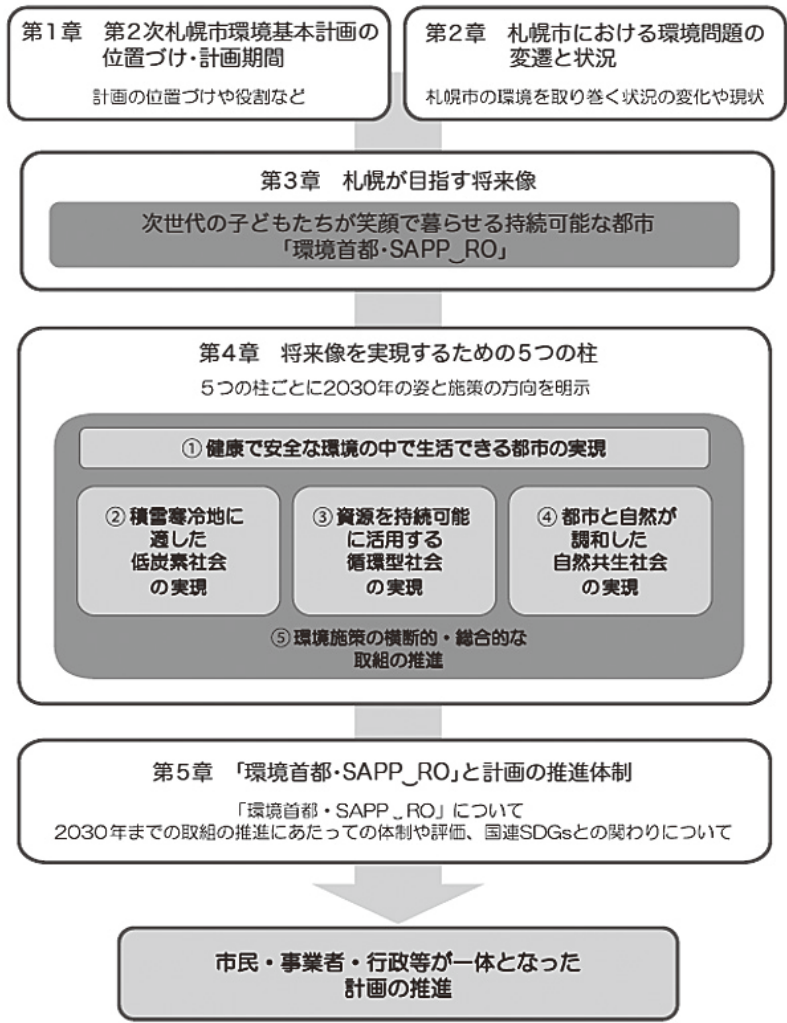 第1章　第2次札幌市環境基本計画の
位置づけ・計画期間
計画の位置づけや役割など
第2章　札幌市における環境問題の
変遷と状況
札幌市の環境を取り巻く状況の変化や現状
第3章　札幌が目指す将来像
次世代の子どもたちが笑顔で暮らせる持続可能な都市
「環境首都・SAPP‿RO」
第4章　将来像を実現するための5つの柱
5つの柱ごとに2030年の姿と施策の方向を明示
①健康で安全な環境の中で生活できる都市の実現
②積雪寒冷地に
適した
低炭素社会
の実現
③資源を持続可能
に活用する
循環型社会
の実現
④都市と自然が
調和した
自然共生社会
の実現
⑤環境施策の横断的・総合的な
取組の推進
第5章　「環境首都・SAPP‿RO」と計画の推進体制
「環境首都・SAPP‿RO」について
2030年までの取組の推進にあたっての体制や評価、国連SDGsとの関わりについて
市民・事業者・行政等が一体となった
計画の推進